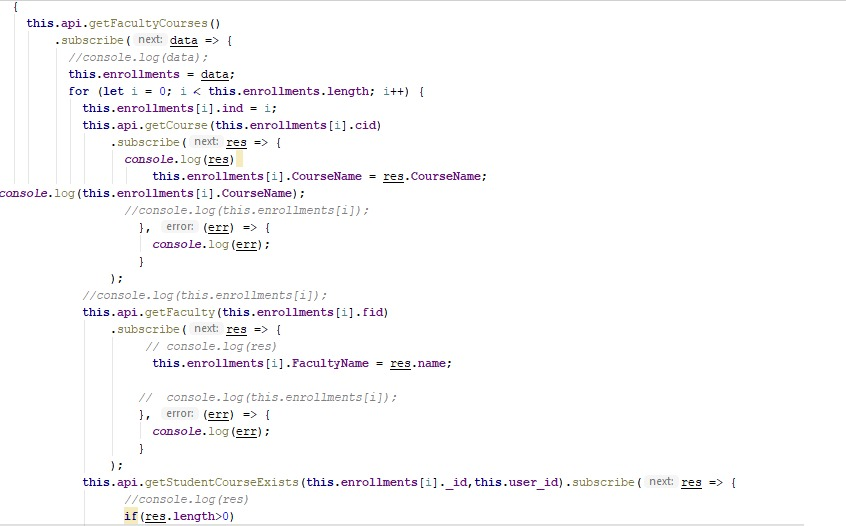 {
this.api.getFacultyCourses()
.subscribe( next: data => {
//console.log(data);
this.enrollments = data;
for (let i = 0; i < this.enrollments.length; i++) {
this.enrollments[i].ind = i;
this.api.getCourse(this.enrollments[i].cid)
.subscribe( next: res => {
console.log(res)
this.enrollments[i].CourseName = res.CourseName;
console.log(this.enrollments[i].CourseName);
//console.log(this.enrollments[i]);
}, error: (err) => {
console.log(err);
}
);
//console.log(this.enrollments[i]);
this.api.getFaculty(this.enrollments[i].fid)
.subscribe( next: res => {
// console.log(res)
this.enrollments[i].FacultyName = res.name;
//  console.log(this.enrollments[i]);
}, error: (err) => {
console.log(err);
}
);
this.api.getStudentCourseExists(this.enrollments[i]._id,this.user_id).subscribe( next: res => {
//console.log(res)
if(res.length>0)